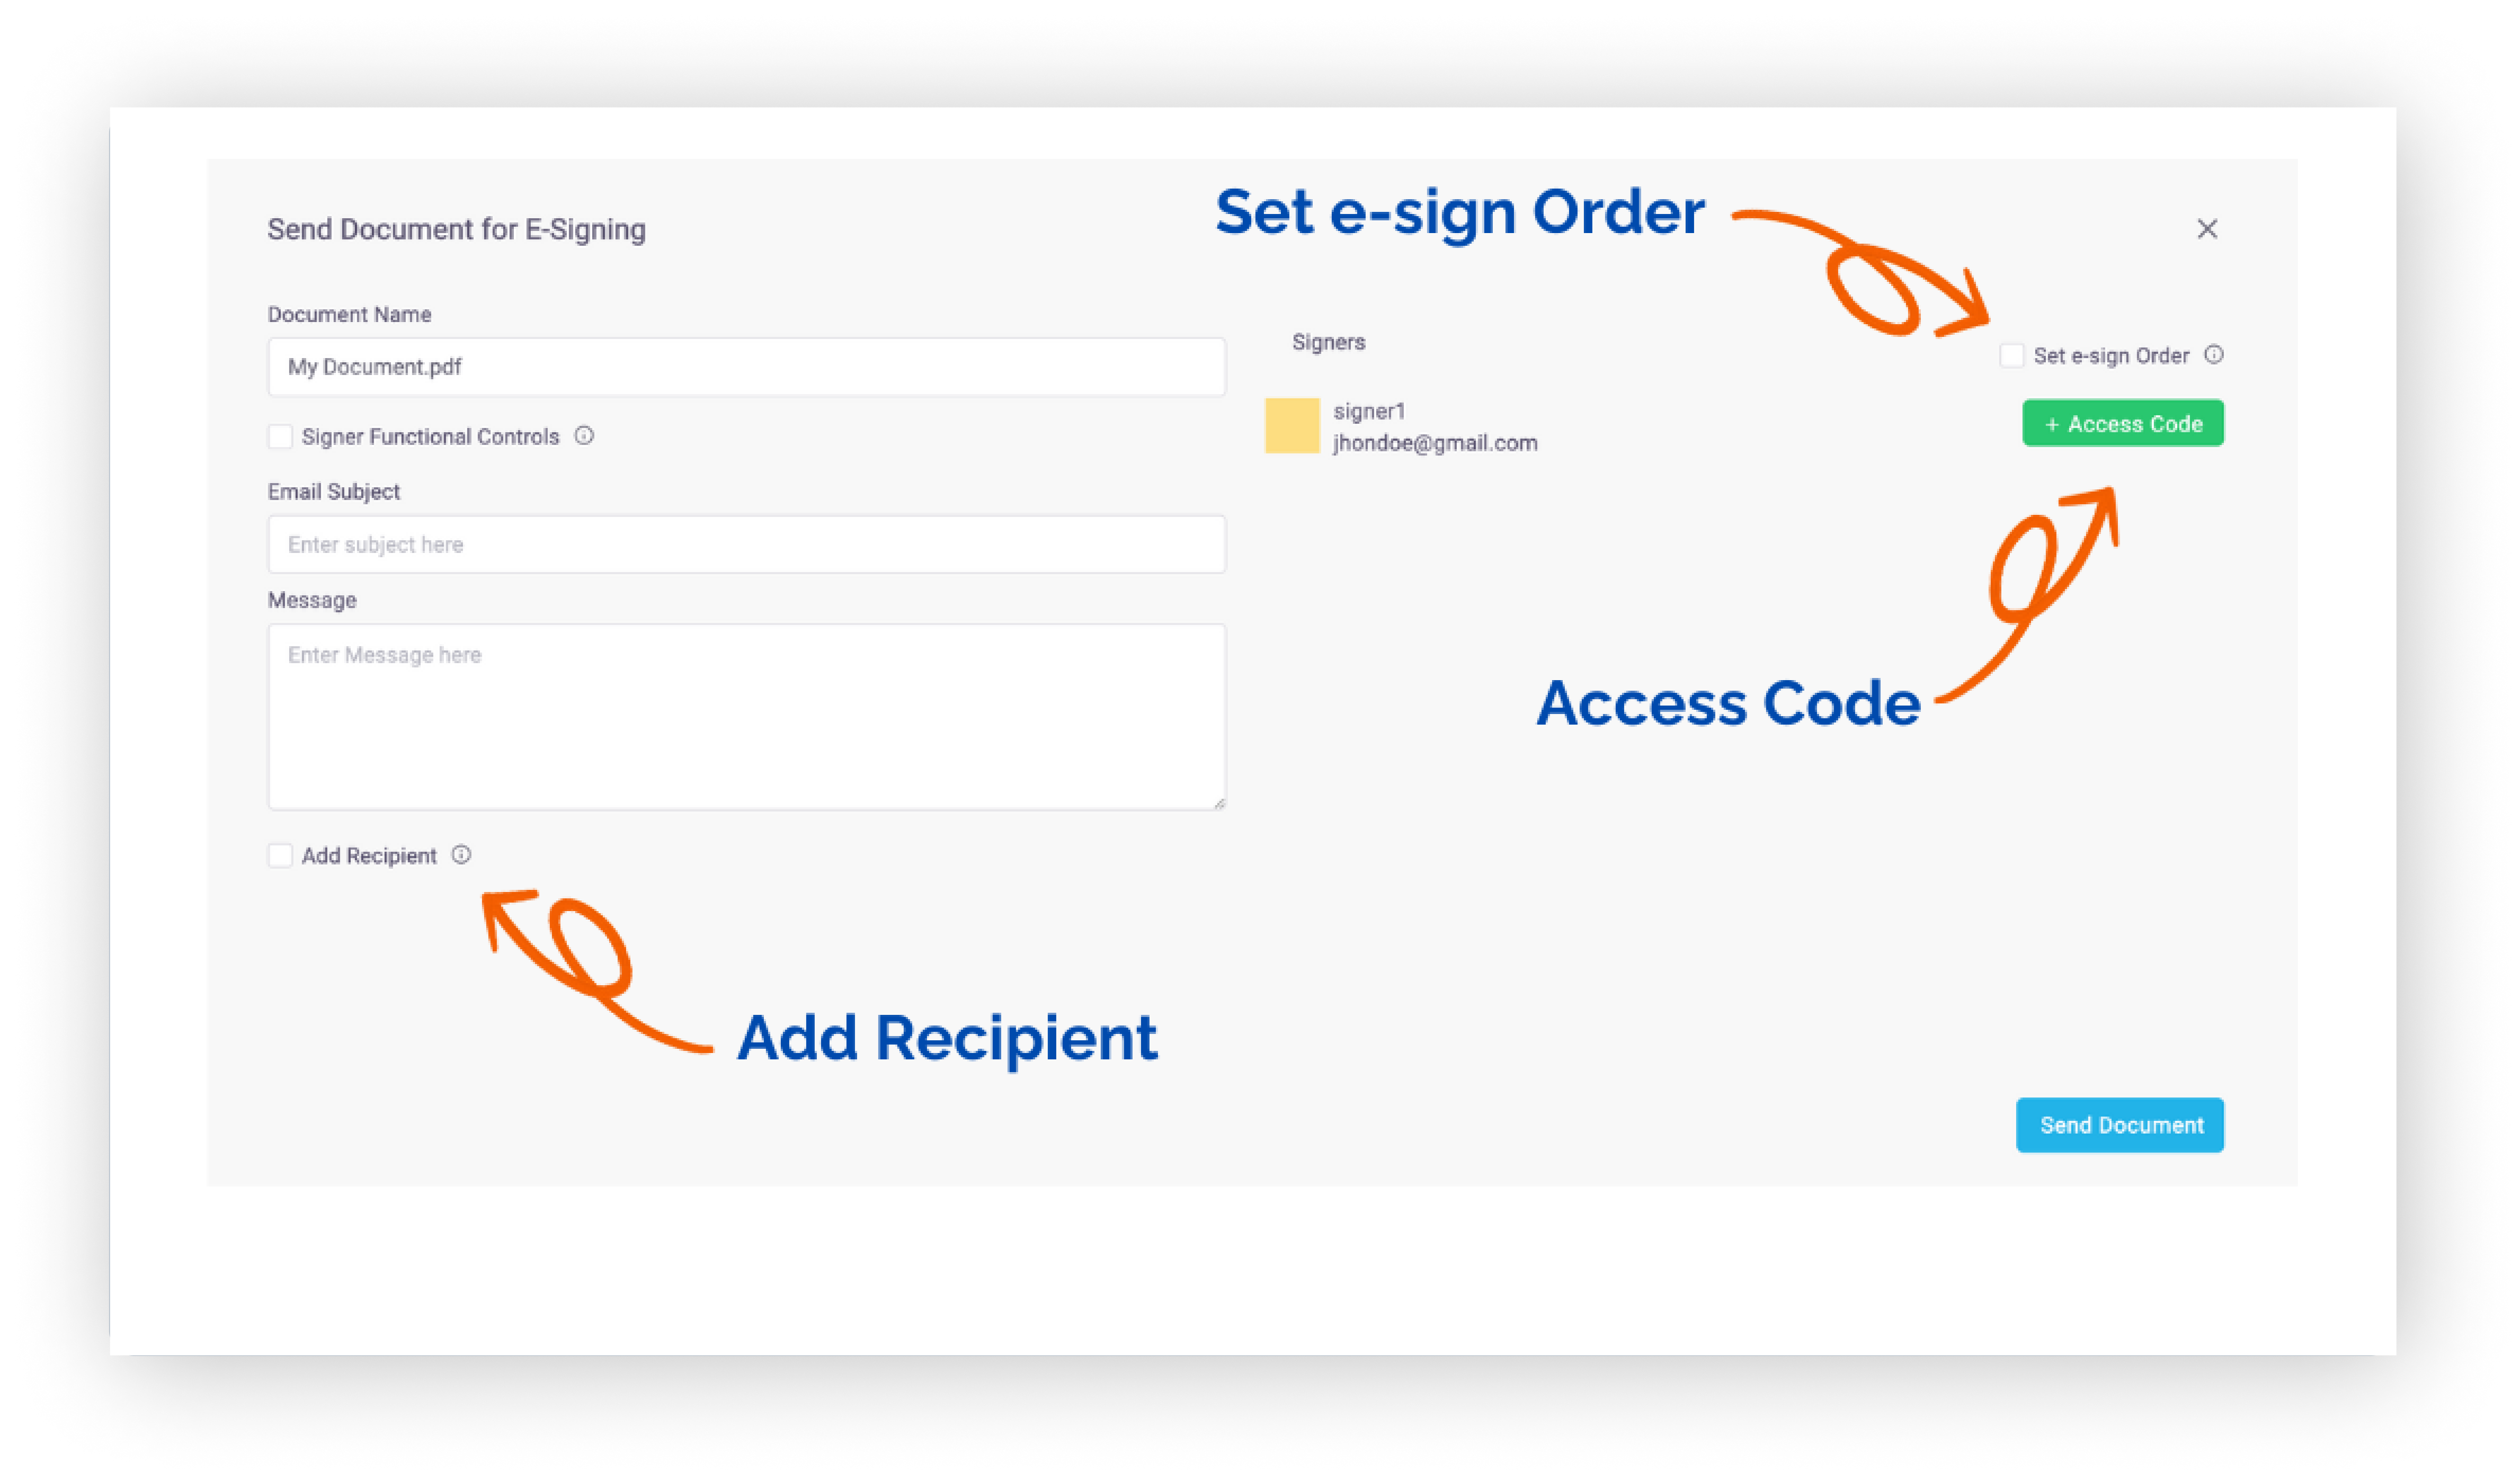 Set e-sign Order
Send Document for E-Signing
Document Name
My Document.pdf
Signer Functional Controls
Email Subject
Enter subject here
Message
Enter Message here
Add Recipient
Add Recipient
Signers
Set e-sign Order
signer1
jhondoe@gmail.com
+ Access Code
Access Code
Send Document